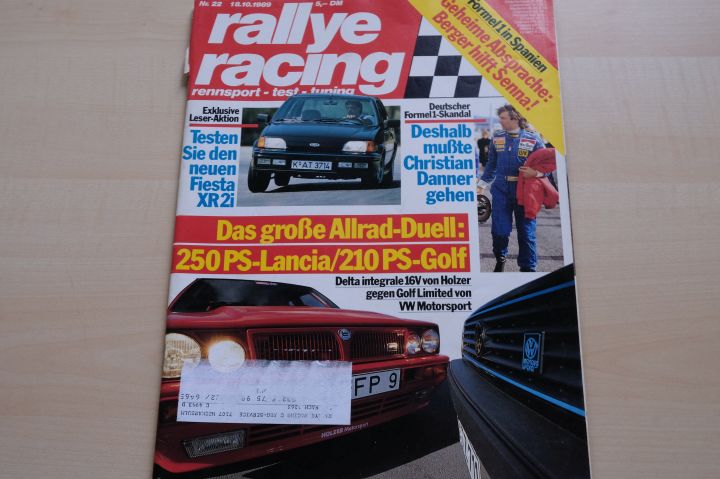 Nr. 22 18.10.1989 5,– DM
rallye
racing
rennsport - test - tuning
Formel 1 in Spanien
Geheime Absprache:
Berger hilft Senna!
Exklusive
Leser-Aktion
Testen
Sie den
neuen
Fiesta
XR2i
K·AT 3714
Deutscher
Formel 1-Skandal
Deshalb
mußte
Christian
Danner
gehen
Das große Allrad-Duell:
250 PS-Lancia/210 PS-Golf
Delta integrale 16V von Holzer
gegen Golf Limited von
VW Motorsport
FP 9
HOLZER Motorsport